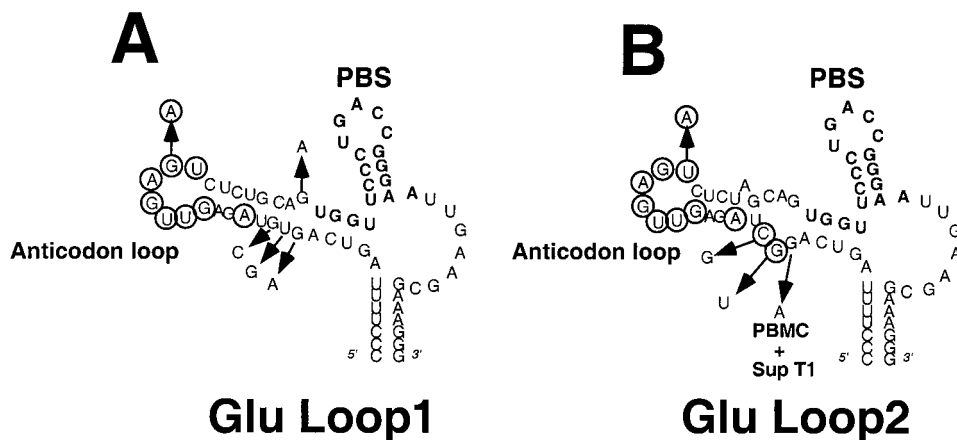 A
PBS
A
G U C U C U G C A G U G G U
A G U U G A G A U G U G A C U G A
U C C C U G A C C G G G A
A
A U U G A A A G C G
Anticodon loop
C G A
U U U U C C C
G A A A G G G
5' 3'
Glu Loop1
B
PBS
A
G U C U C U A G C A G U G G U
A G U U G A G A G U C G G A C U G A
U C C C U G A C C G G G A
A U U G A A A G C G
Anticodon loop
G U A
PBMC
+
Sup T1
U U U U C C C
G A A A G G G
5' 3'
Glu Loop2